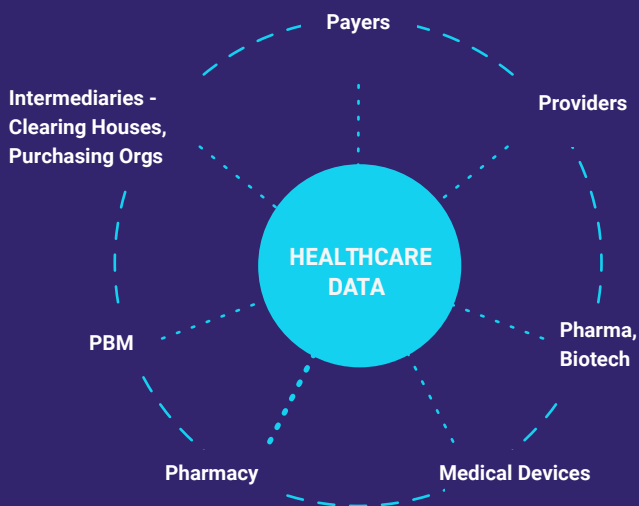 Payers
Intermediaries -
Clearing Houses,
Purchasing Orgs
Providers
HEALTHCARE
DATA
PBM
Pharma,
Biotech
Pharmacy
Medical Devices